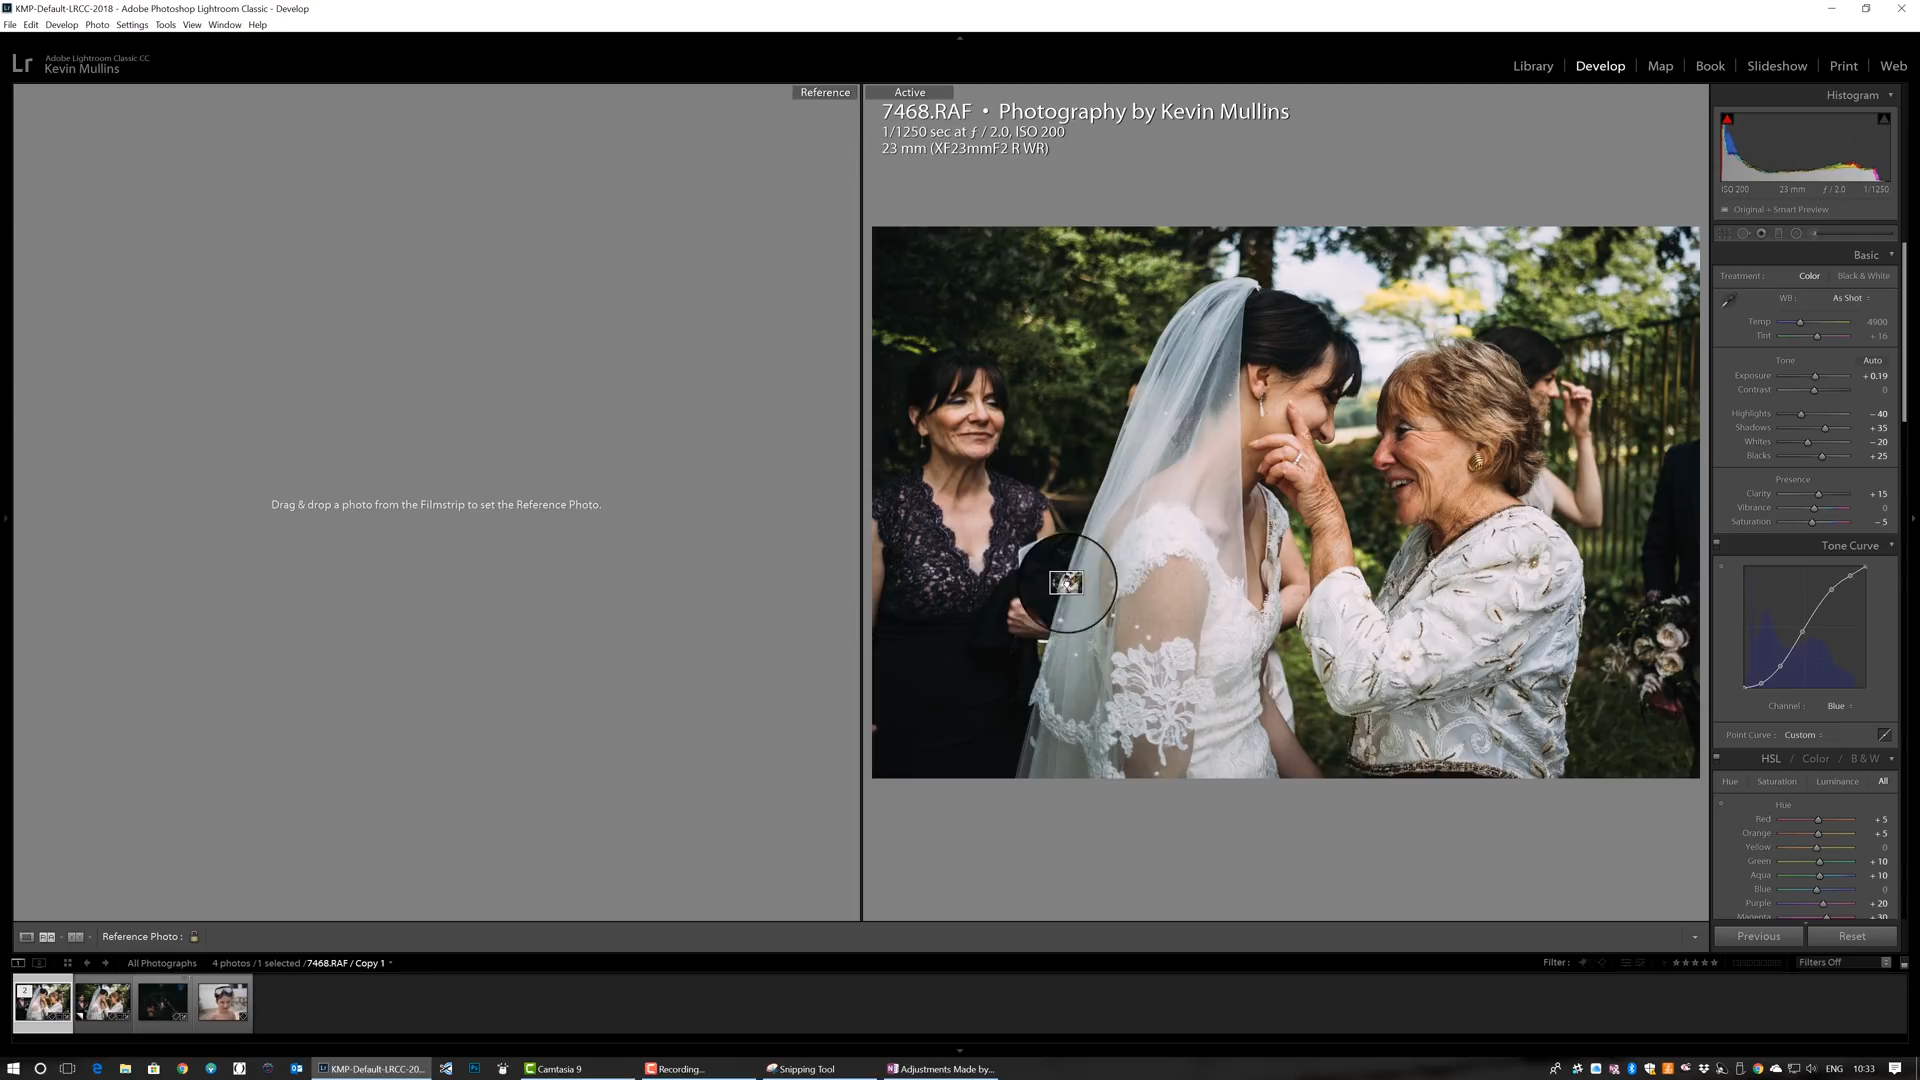 KMP-Default-LRCC-2018 - Adobe Photoshop Lightroom Classic - Develop
File Edit Develop Photo Settings Tools View Window Help
Lr
Adobe Lightroom Classic CC
Kevin Mullins
Library | Develop | Map | Book | Slideshow | Print | Web
Reference
Active
7468.RAF • Photography by Kevin Mullins
1/1250 sec at ƒ / 2.0, ISO 200
23 mm (XF23mmF2 R WR)
Drag & drop a photo from the Filmstrip to set the Reference Photo.
Histogram
ISO 200 23 mm ƒ / 2.0 1/1250
Original + Smart Preview
Basic
Treatment : Color Black & White
WB : As Shot
Temp 4900
Tint + 16
Tone Auto
Exposure + 0.19
Contrast 0
Highlights − 40
Shadows + 35
Whites − 20
Blacks + 25
Presence
Clarity + 15
Vibrance 0
Saturation − 5
Tone Curve
Channel : Blue
Point Curve : Custom
HSL / Color / B & W
Hue Saturation Luminance All
Hue
Red + 5
Orange + 5
Yellow 0
Green + 10
Aqua + 10
Blue 0
Purple + 20
Magenta + 30
Previous Reset
Reference Photo :
1 2 All Photographs 4 photos / 1 selected / 7468.RAF / Copy 1
Filter : Filters Off
2
KMP-Default-LRCC-20...
Camtasia 9
Recording...
Snipping Tool
Adjustments Made by...
ENG 10:33